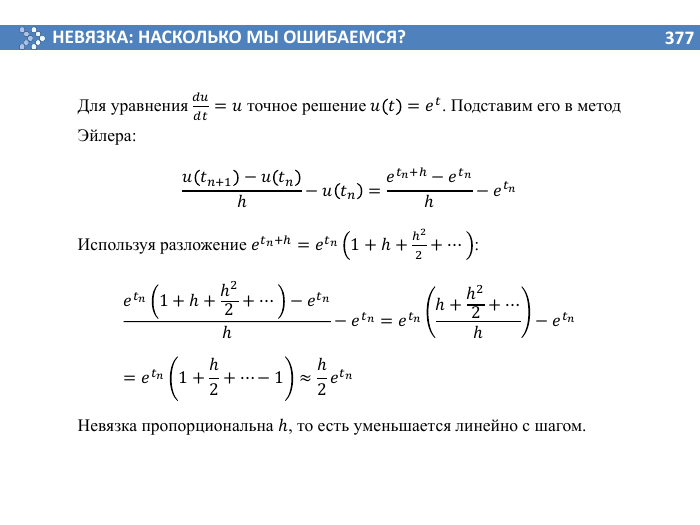 НЕВЯЗКА: НАСКОЛЬКО МЫ ОШИБАЕМСЯ? 377
Для уравнения $\frac{du}{dt} = u$ точное решение $u(t) = e^t$. Подставим его в метод
Эйлера:
$\frac{u(t_{n+1}) - u(t_n)}{h} - u(t_n) = \frac{e^{t_n+h} - e^{t_n}}{h} - e^{t_n}$
Используя разложение $e^{t_n+h} = e^{t_n}\left(1 + h + \frac{h^2}{2} + \cdots\right)$:
$\frac{e^{t_n}\left(1 + h + \frac{h^2}{2} + \cdots\right) - e^{t_n}}{h} - e^{t_n} = e^{t_n}\left(\frac{h + \frac{h^2}{2} + \cdots}{h}\right) - e^{t_n}$
$= e^{t_n}\left(1 + \frac{h}{2} + \cdots - 1\right) \approx \frac{h}{2}e^{t_n}$
Невязка пропорциональна $h$, то есть уменьшается линейно с шагом.